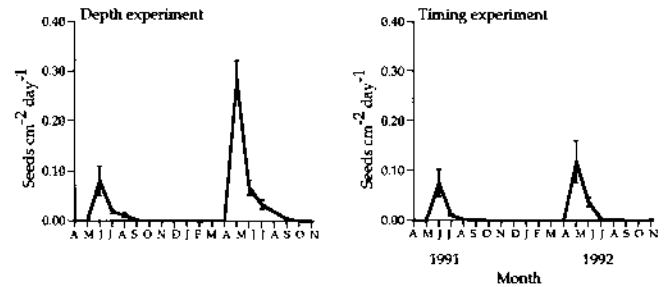 Depth experiment
0.40
0.30
0.20
0.10
0.00
Seeds cm⁻² day⁻¹
A M J J A S O N D J F M A M J J A S O N
Timing experiment
0.40
0.30
0.20
0.10
0.00
Seeds cm⁻² day⁻¹
A M J J A S O N D J F M A M J J A S O N
1991 1992
Month